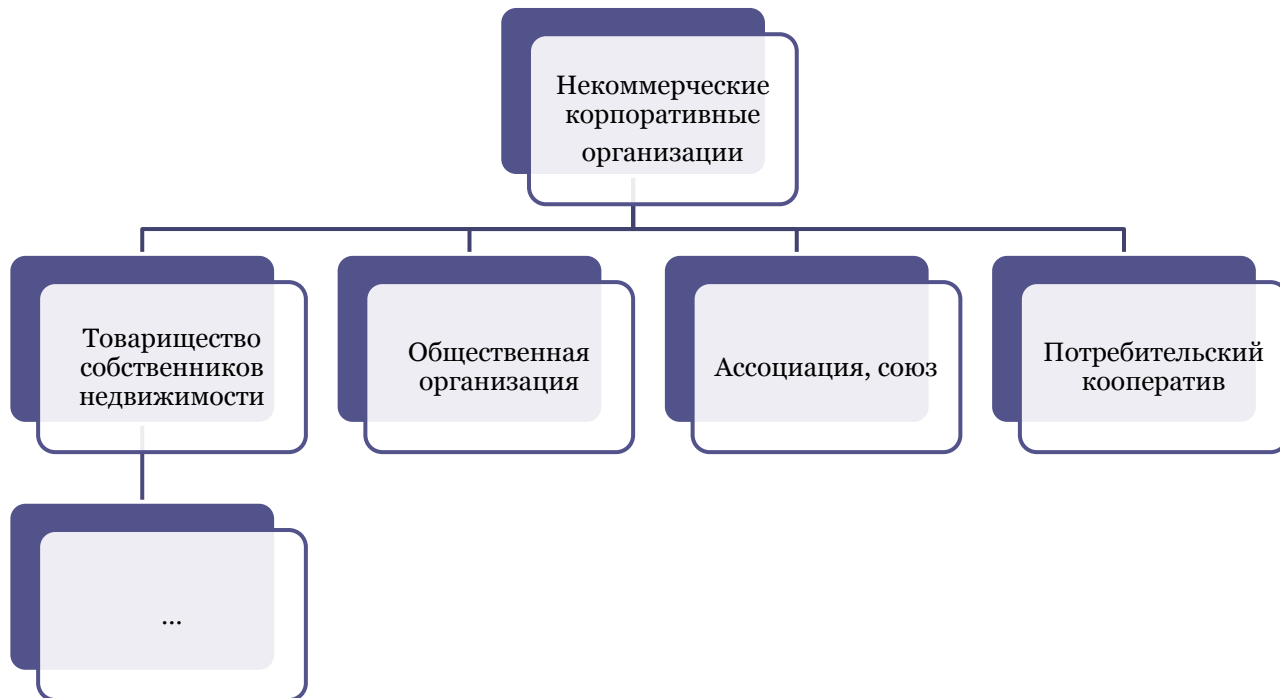 Некоммерческие
корпоративные
организации
Товарищество
собственников
недвижимости
Общественная
организация
Ассоциация, союз
Потребительский
кооператив
...